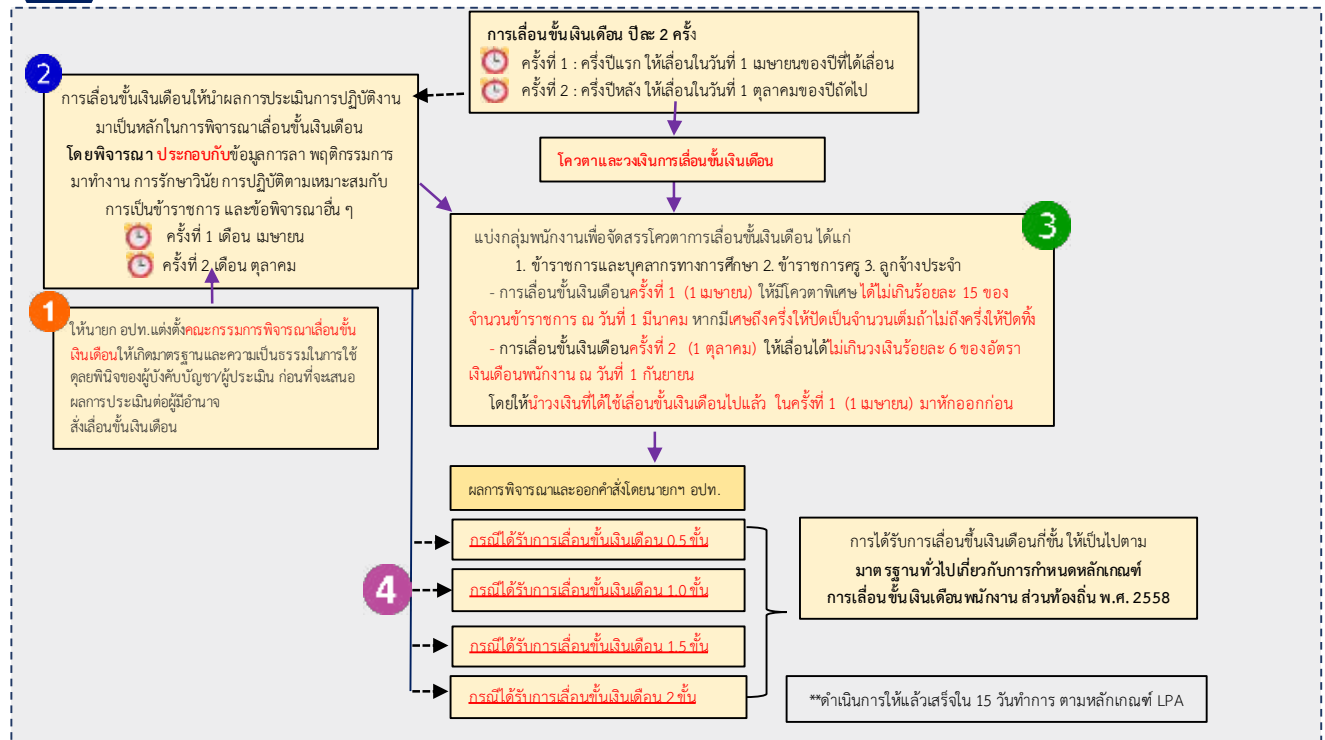 การเลื่อนขั้นเงินเดือน ปีละ 2 ครั้ง
ครั้งที่ 1 : ครึ่งปีแรก ให้เลื่อนในวันที่ 1 เมษายนของปีที่ได้เลื่อน
ครั้งที่ 2 : ครึ่งปีหลัง ให้เลื่อนในวันที่ 1 ตุลาคมของปีถัดไป
2
การเลื่อนขั้นเงินเดือนให้นำผลการประเมินการปฏิบัติงาน
มาเป็นหลักในการพิจารณาเลื่อนขั้นเงินเดือน
โดยพิจารณา ประกอบกับข้อมูลการลา พฤติกรรมการ
มาทำงาน การรักษาวินัย การปฏิบัติตามเหมาะสมกับ
การเป็นข้าราชการ และข้อพิจารณาอื่น ๆ
ครั้งที่ 1 เดือน เมษายน
ครั้งที่ 2 เดือน ตุลาคม
โควตาและวงเงินการเลื่อนขั้นเงินเดือน
3
แบ่งกลุ่มพนักงานเพื่อจัดสรรโควตาการเลื่อนขั้นเงินเดือน ได้แก่
1. ข้าราชการและบุคลากรทางการศึกษา 2. ข้าราชการครู 3. ลูกจ้างประจำ
- การเลื่อนขั้นเงินเดือนครั้งที่ 1 (1 เมษายน) ให้มีโควตาพิเศษ ได้ไม่เกินร้อยละ 15 ของ
จำนวนข้าราชการ ณ วันที่ 1 มีนาคม หากมีเศษถึงครึ่งให้ปัดเป็นจำนวนเต็มถ้าไม่ถึงครึ่งให้ปัดทิ้ง
- การเลื่อนขั้นเงินเดือนครั้งที่ 2 (1 ตุลาคม) ให้เลื่อนได้ไม่เกินวงเงินร้อยละ 6 ของอัตรา
เงินเดือนพนักงาน ณ วันที่ 1 กันยายน
โดยให้นำวงเงินที่ได้ใช้เลื่อนขั้นเงินเดือนไปแล้ว ในครั้งที่ 1 (1 เมษายน) มาหักออกก่อน
1
ให้นายก อปท.แต่งตั้งคณะกรรมการพิจารณาเลื่อนขั้น
เงินเดือนให้เกิดมาตรฐานและความเป็นธรรมในการใช้
ดุลยพินิจของผู้บังคับบัญชา/ผู้ประเมิน ก่อนที่จะเสนอ
ผลการประเมินต่อผู้มีอำนาจ
สั่งเลื่อนขั้นเงินเดือน
ผลการพิจารณาและออกคำสั่งโดยนายกฯ อปท.
4
กรณีได้รับการเลื่อนขั้นเงินเดือน 0.5 ขั้น
กรณีได้รับการเลื่อนขั้นเงินเดือน 1.0 ขั้น
กรณีได้รับการเลื่อนขั้นเงินเดือน 1.5 ขั้น
กรณีได้รับการเลื่อนขั้นเงินเดือน 2 ขั้น
การได้รับการเลื่อนขึ้นเงินเดือนกี่ขั้น ให้เป็นไปตาม
มาตรฐานทั่วไปเกี่ยวกับการกำหนดหลักเกณฑ์
การเลื่อนขั้นเงินเดือนพนักงาน ส่วนท้องถิ่น พ.ศ. 2558
**ดำเนินการให้แล้วเสร็จใน 15 วันทำการ ตามหลักเกณฑ์ LPA